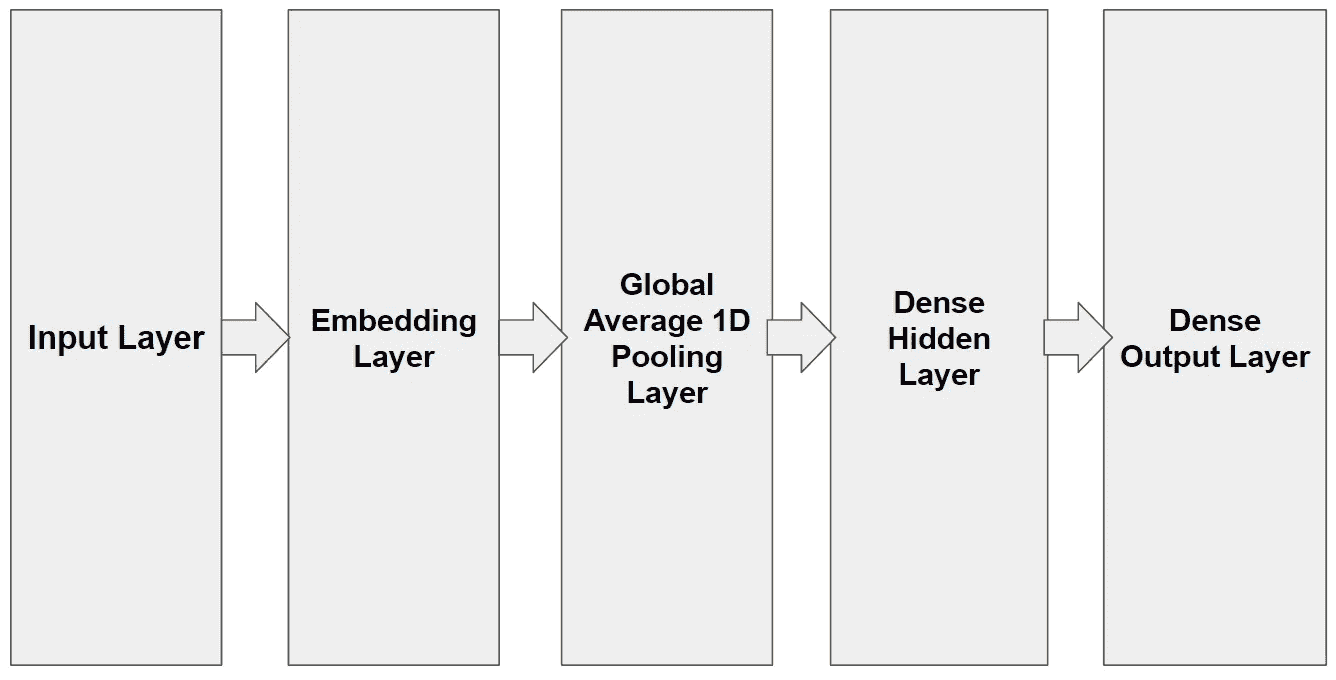 Input Layer
Embedding
Layer
Global
Average 1D
Pooling
Layer
Dense
Hidden
Layer
Dense
Output Layer